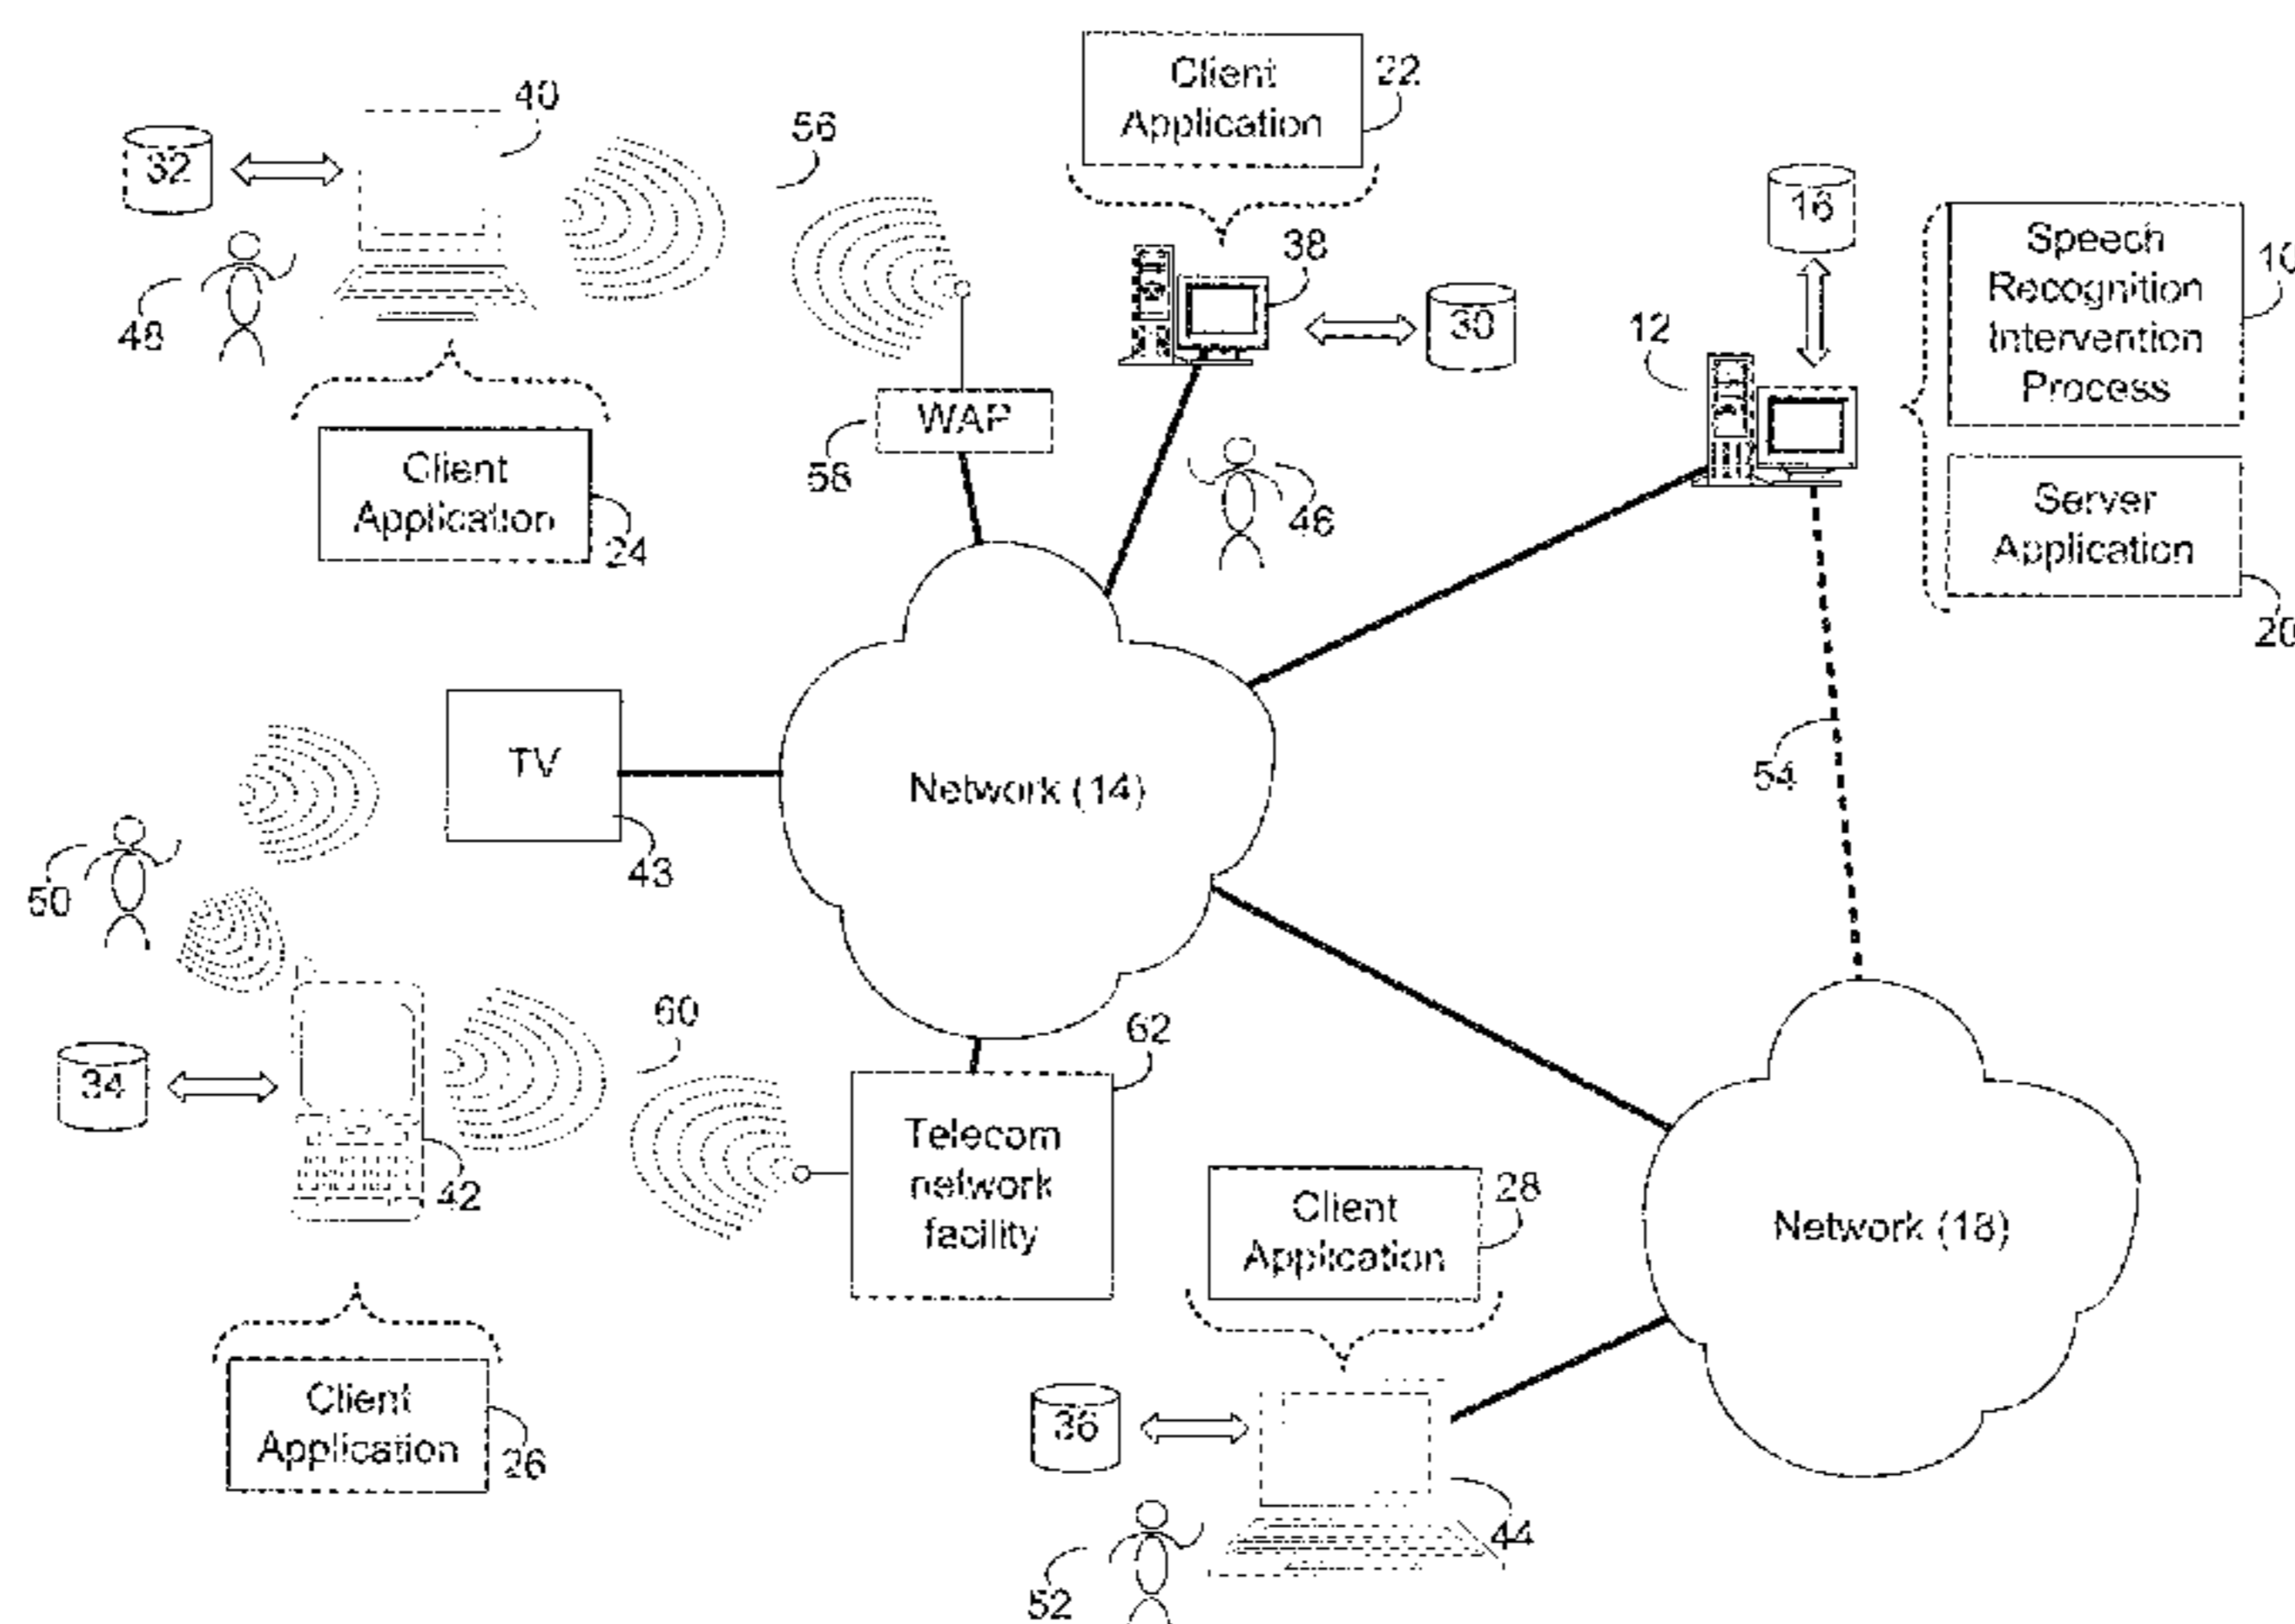 Client
Application
22
40
56
32
16
Speech
Recognition
Intervention
Process
10
38
30
12
48
WAP
58
46
Client
Application
24
Server
Application
20
TV
43
Network (14)
54
50
60
62
34
42
Telecom
network
facility
Client
Application
28
Network (18)
Client
Application
26
36
44
52